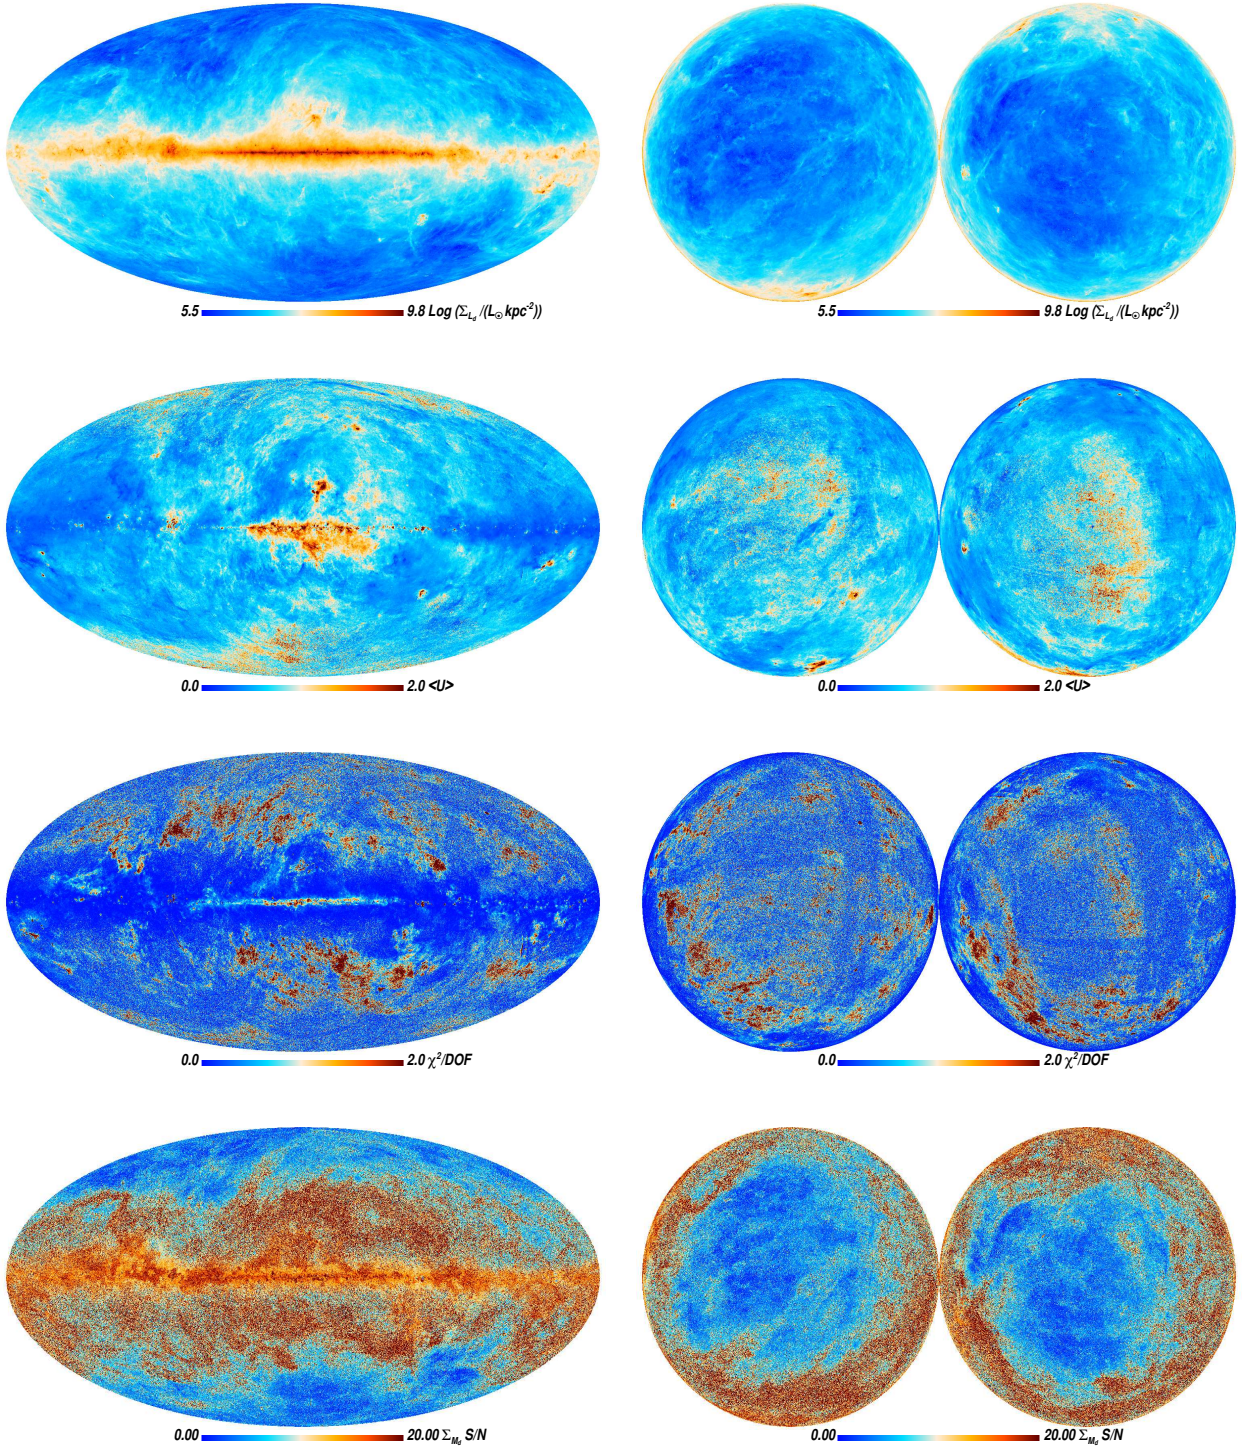 5.5 9.8 Log (Σ_{L_d} /(L_⊙ kpc⁻²)) 5.5 9.8 Log (Σ_{L_d} /(L_⊙ kpc⁻²))
0.0 2.0 <U> 0.0 2.0 <U>
0.0 2.0 χ²/DOF 0.0 2.0 χ²/DOF
0.00 20.00 Σ_{M_d} S/N 0.00 20.00 Σ_{M_d} S/N